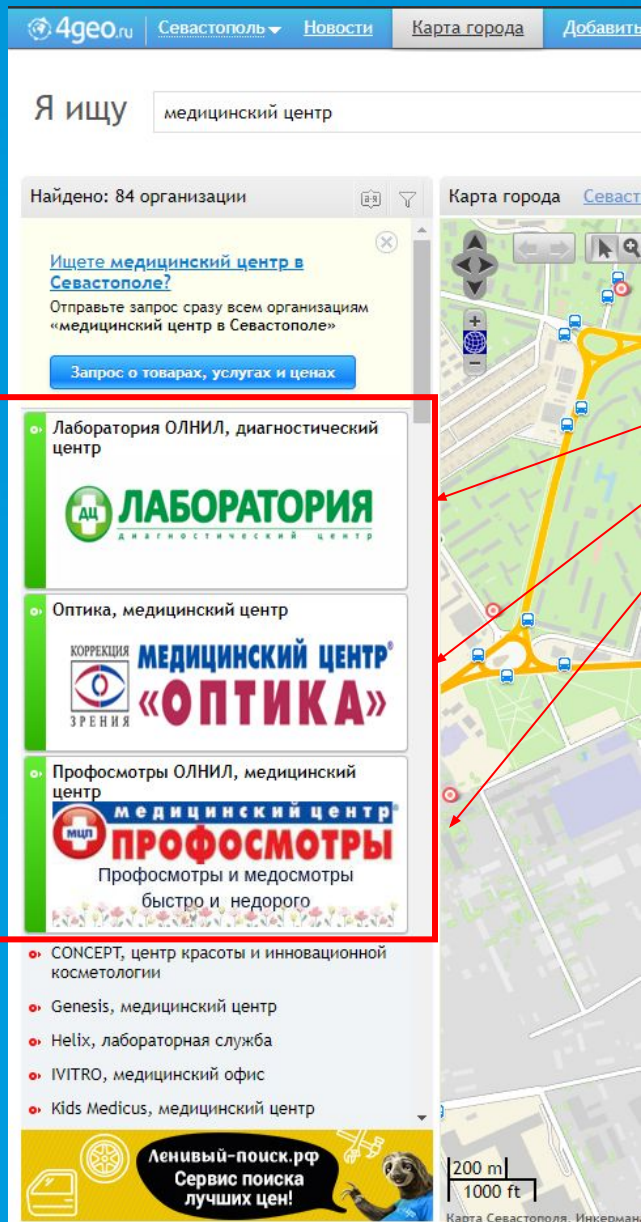 4geo.ru Севастополь Новости Карта города Добавить
Я ищу медицинский центр
Найдено: 84 организации а-я
Ищете медицинский центр в
Севастополе?
Отправьте запрос сразу всем организациям
«медицинский центр в Севастополе»
Запрос о товарах, услугах и ценах
Лаборатория ОЛНИЛ, диагностический
центр
ДЦ ЛАБОРАТОРИЯ
диагностический центр
Оптика, медицинский центр
КОРРЕКЦИЯ
ЗРЕНИЯ
МЕДИЦИНСКИЙ ЦЕНТР®
«ОПТИКА»
Профосмотры ОЛНИЛ, медицинский
центр
медицинский центр®
МЦП ПРОФОСМОТРЫ
Профосмотры и медосмотры
быстро и недорого
CONCEPT, центр красоты и инновационной
косметологии
Genesis, медицинский центр
Helix, лабораторная служба
IVITRO, медицинский офис
Kids Medicus, медицинский центр
Ленивый-поиск.рф
Сервис поиска
лучших цен!
Карта города Севаст
200 m
1000 ft
Карта Севастополя, Инкерман